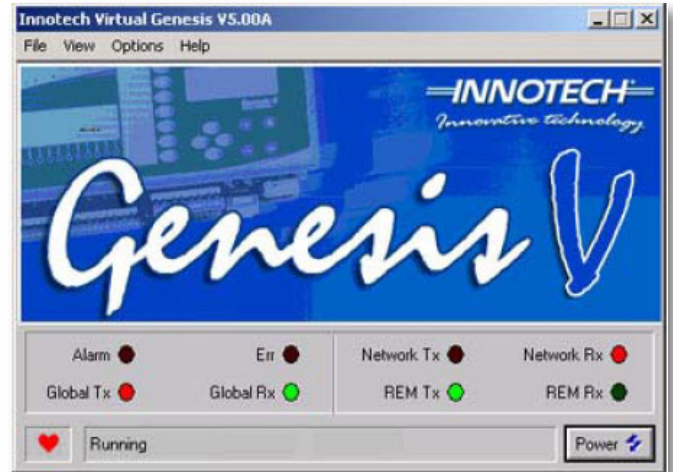 Innotech Virtual Genesis V5.00A
File View Options Help
INNOTECH
Innovative technology
Genesis V
Alarm Err Network Tx Network Rx
Global Tx Global Rx REM Tx REM Rx
Running Power